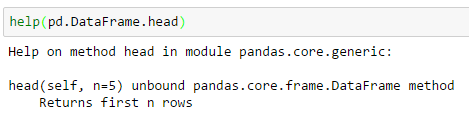 help(pd.DataFrame.head)
Help on method head in module pandas.core.generic:
head(self, n=5) unbound pandas.core.frame.DataFrame method
    Returns first n rows